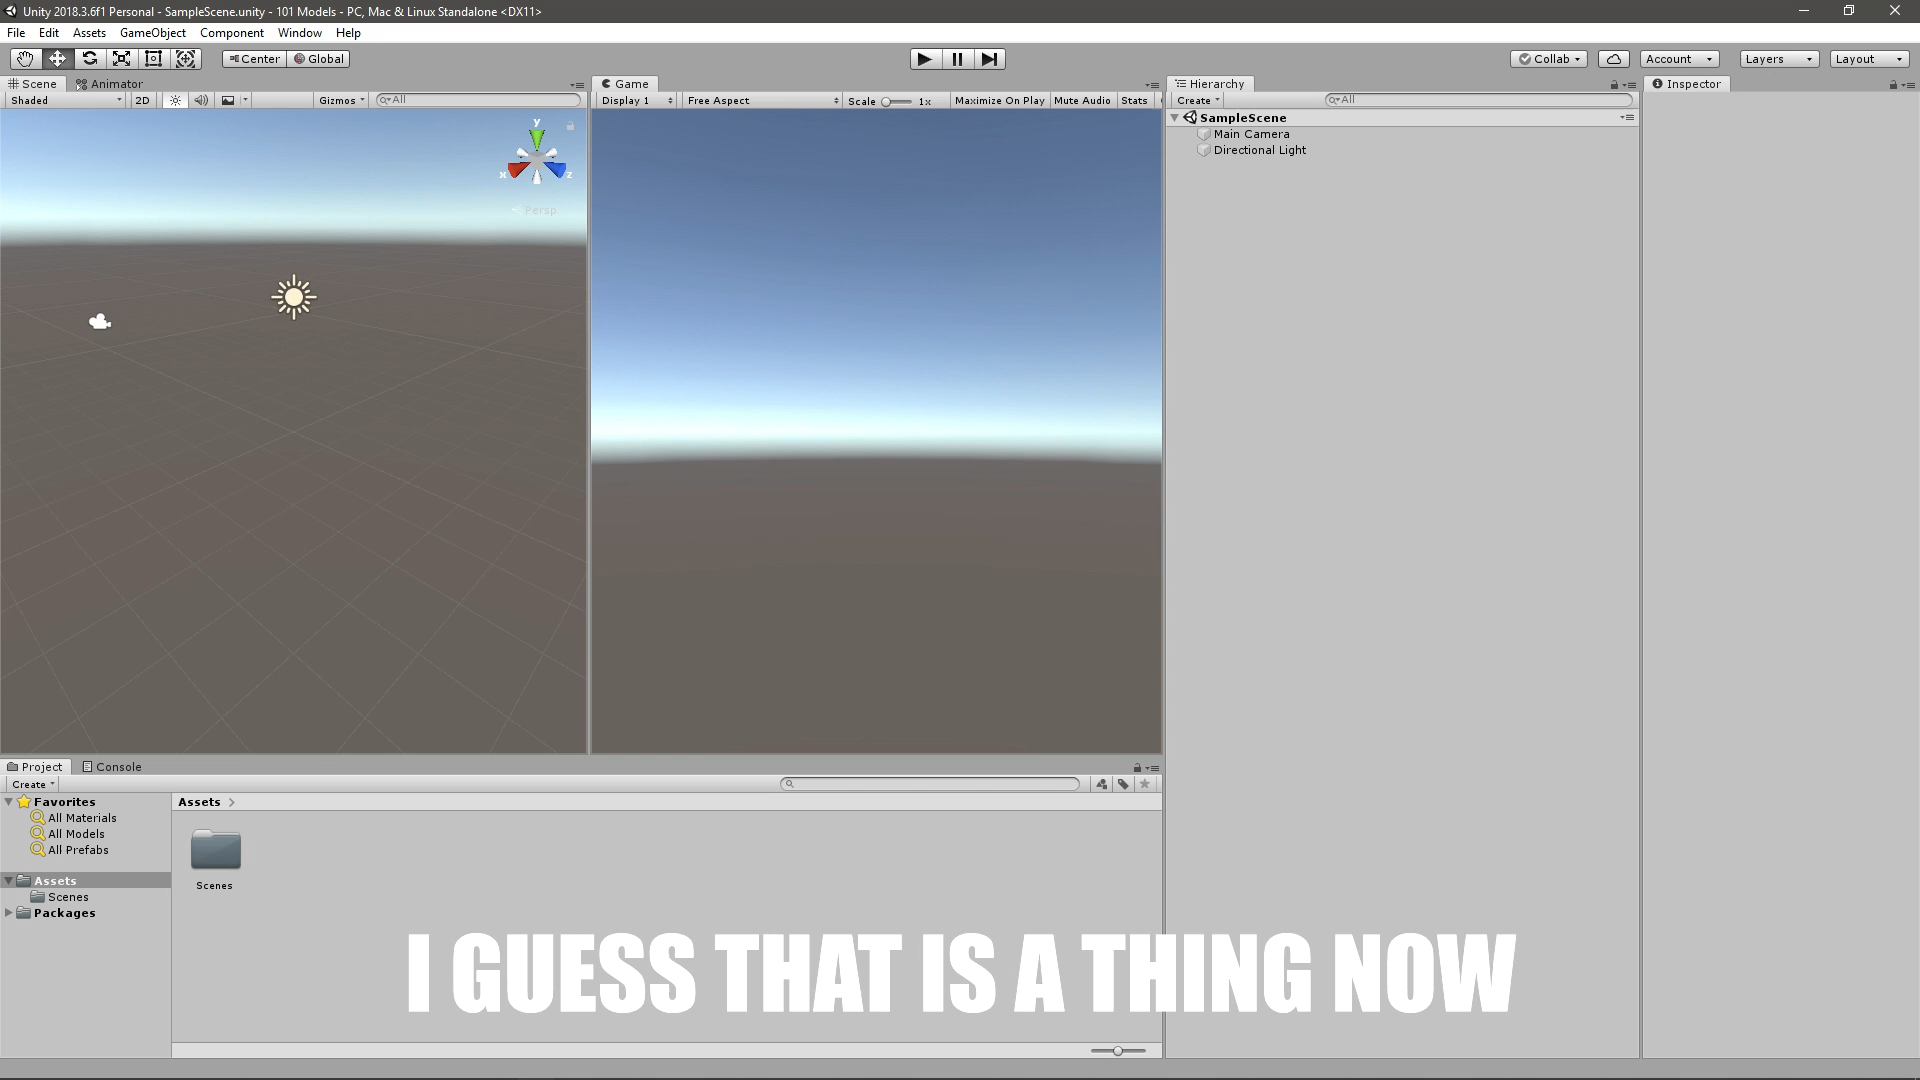 Unity 2018.3.6f1 Personal - SampleScene.unity - 101 Models - PC, Mac & Linux Standalone <DX11>
File Edit Assets GameObject Component Window Help
Center Global Collab Account Layers Layout
Scene Animator Game Hierarchy Inspector
Shaded 2D Gizmos All Display 1 Free Aspect Scale 1x Maximize On Play Mute Audio Stats Create All
y
x z
Persp
SampleScene
Main Camera
Directional Light
Project Console
Create
Favorites
All Materials
All Models
All Prefabs
Assets
Scenes
Packages
Assets
Scenes
I GUESS THAT IS A THING NOW